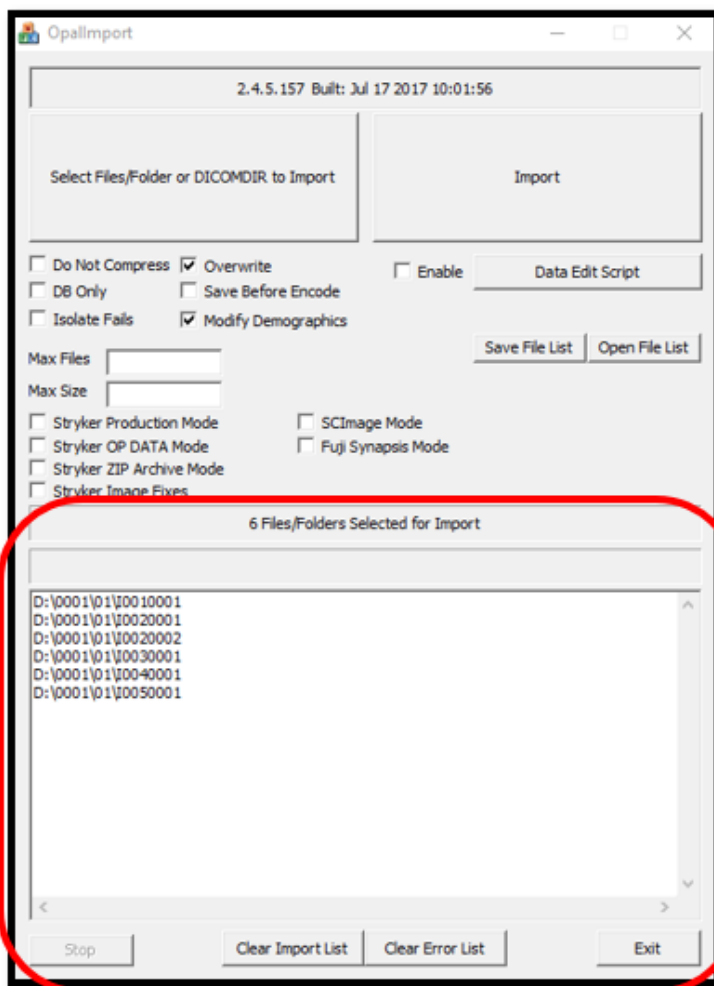 OpalImport
2.4.5.157 Built: Jul 17 2017 10:01:56
Select Files/Folder or DICOMDIR to Import
Import
Do Not Compress
Overwrite
Enable
Data Edit Script
DB Only
Save Before Encode
Isolate Fails
Modify Demographics
Save File List
Open File List
Max Files
Max Size
Stryker Production Mode
SCImage Mode
Stryker OP DATA Mode
Fuji Synapsis Mode
Stryker ZIP Archive Mode
Stryker Image Fixes
6 Files/Folders Selected for Import
D:\0001\01\I0010001
D:\0001\01\I0020001
D:\0001\01\I0020002
D:\0001\01\I0030001
D:\0001\01\I0040001
D:\0001\01\I0050001
Stop
Clear Import List
Clear Error List
Exit